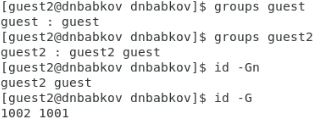 [guest2@dnbabkov dnbabkov]$ groups guest
guest : guest
[guest2@dnbabkov dnbabkov]$ groups guest2
guest2 : guest2 guest
[guest2@dnbabkov dnbabkov]$ id -Gn
guest2 guest
[guest2@dnbabkov dnbabkov]$ id -G
1002 1001